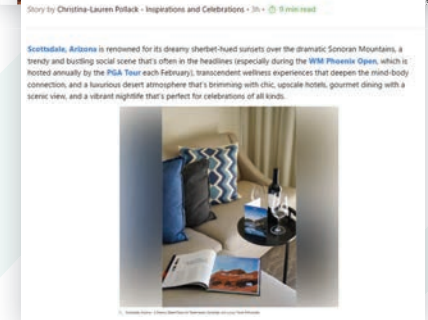 Story by Christina-Lauren Pollack - Inspirations and Celebrations • 3h • 11 min read
Scottsdale, Arizona is renowned for its dreamy sherbet-hued sunsets over the dramatic Sonoran Mountains, a
trendy and bustling social scene that's often in the headlines (especially during the WM Phoenix Open, which is
hosted annually by the PGA Tour each February), transcendent wellness experiences that deepen the mind-body
connection, and a luxurious desert atmosphere that's brimming with chic, upscale hotels, gourmet dining with a
scenic view, and a vibrant nightlife that's perfect for celebrations of all kinds.